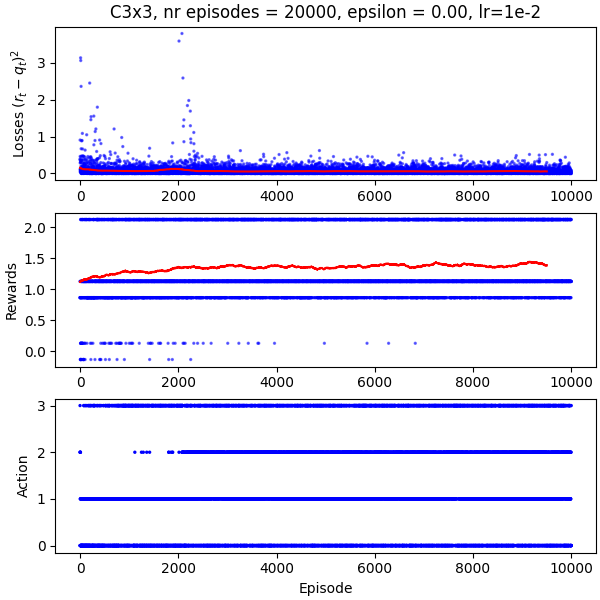 C3x3, nr episodes = 20000, epsilon = 0.00, lr=1e-2
Losses $(r_t - q_t)^2$
3
2
1
0
0 2000 4000 6000 8000 10000
Rewards
2.0
1.5
1.0
0.5
0.0
0 2000 4000 6000 8000 10000
Action
3
2
1
0
0 2000 4000 6000 8000 10000
Episode